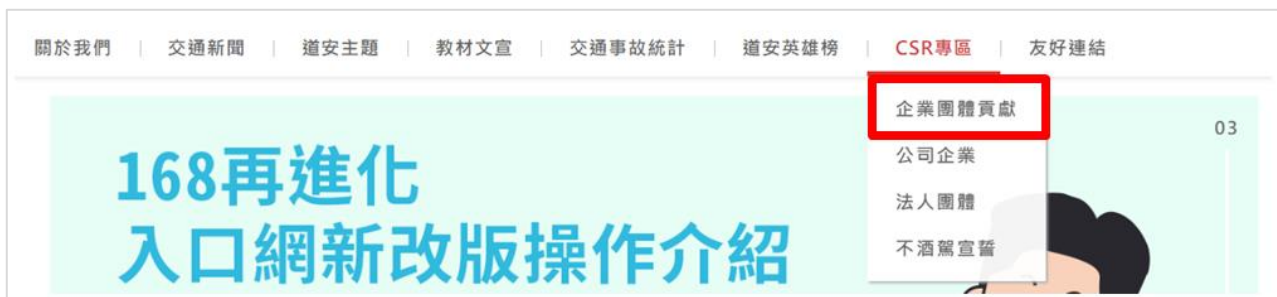 關於我們 | 交通新聞 | 道安主題 | 教材文宣 | 交通事故統計 | 道安英雄榜 | CSR專區 | 友好連結
企業團體貢獻
03
168再進化
公司企業
法人團體
入口網新改版操作介紹
不酒駕宣誓